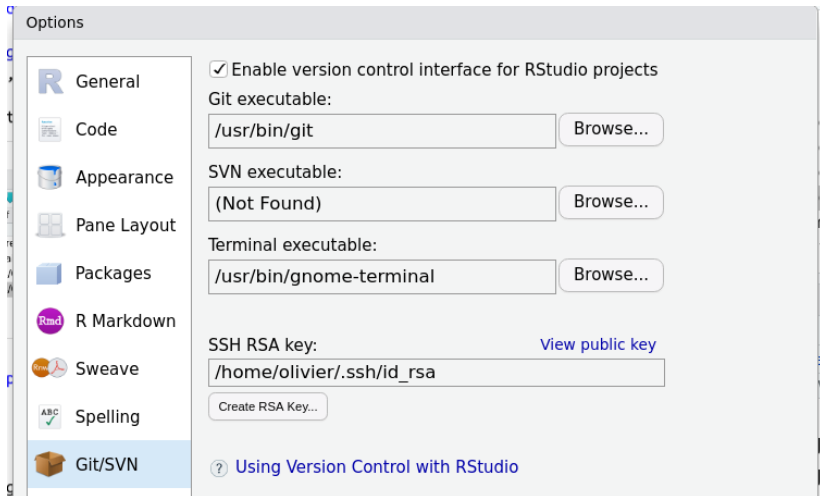 Options
General
Code
Appearance
Pane Layout
Packages
Rmd
R Markdown
Sweave
ABC
Spelling
Git/SVN
Enable version control interface for RStudio projects
Git executable:
/usr/bin/git
Browse...
SVN executable:
(Not Found)
Browse...
Terminal executable:
/usr/bin/gnome-terminal
Browse...
SSH RSA key:
View public key
/home/olivier/.ssh/id_rsa
Create RSA Key...
? Using Version Control with RStudio